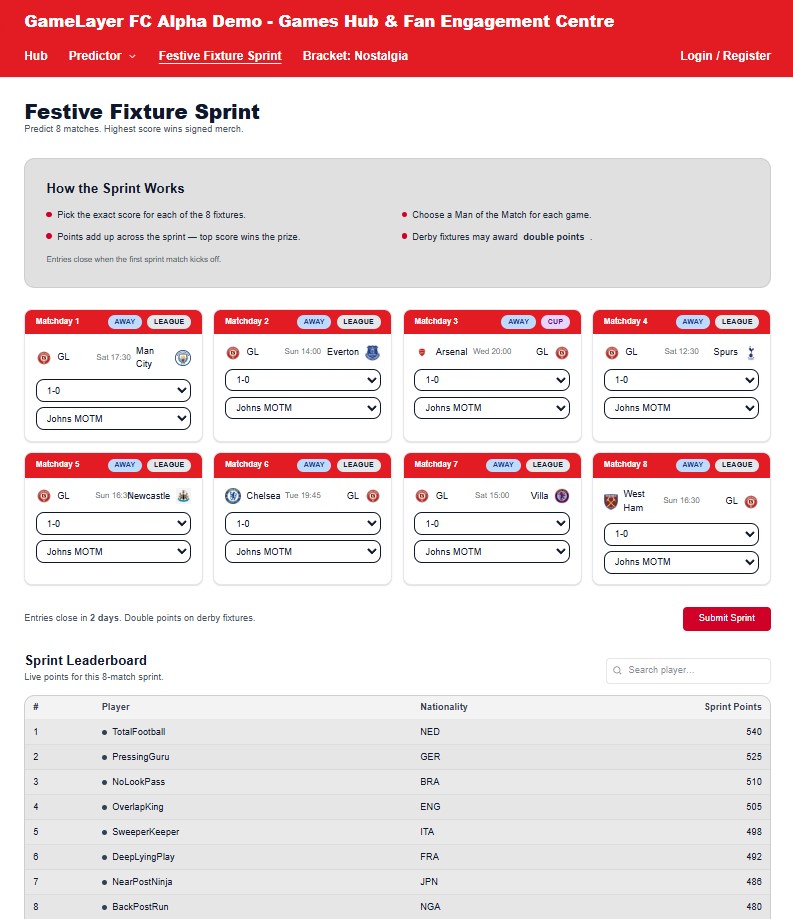 GameLayer FC Alpha Demo - Games Hub & Fan Engagement Centre
Hub Predictor Festive Fixture Sprint Bracket: Nostalgia Login / Register
Festive Fixture Sprint
Predict 8 matches. Highest score wins signed merch.
How the Sprint Works
Pick the exact score for each of the 8 fixtures.
Choose a Man of the Match for each game.
Points add up across the sprint — top score wins the prize.
Derby fixtures may award double points .
Entries close when the first sprint match kicks off.
Matchday 1 AWAY LEAGUE
GL Sat 17:30 Man
City
1-0
Johns MOTM
Matchday 2 AWAY LEAGUE
GL Sun 14:00 Everton
1-0
Johns MOTM
Matchday 3 AWAY CUP
Arsenal Wed 20:00 GL
1-0
Johns MOTM
Matchday 4 AWAY LEAGUE
GL Sat 12:30 Spurs
1-0
Johns MOTM
Matchday 5 AWAY LEAGUE
GL Sun 16:3 Newcastle
1-0
Johns MOTM
Matchday 6 AWAY LEAGUE
Chelsea Tue 19:45 GL
1-0
Johns MOTM
Matchday 7 AWAY LEAGUE
GL Sat 15:00 Villa
1-0
Johns MOTM
Matchday 8 AWAY LEAGUE
West
Ham Sun 16:30 GL
1-0
Johns MOTM
Entries close in 2 days. Double points on derby fixtures.
Submit Sprint
Sprint Leaderboard
Live points for this 8-match sprint.
Search player...
# Player Nationality Sprint Points
1 TotalFootball NED 540
2 PressingGuru GER 525
3 NoLookPass BRA 510
4 OverlapKing ENG 505
5 SweeperKeeper ITA 498
6 DeepLyingPlay FRA 492
7 NearPostNinja JPN 486
8 BackPostRun NGA 480